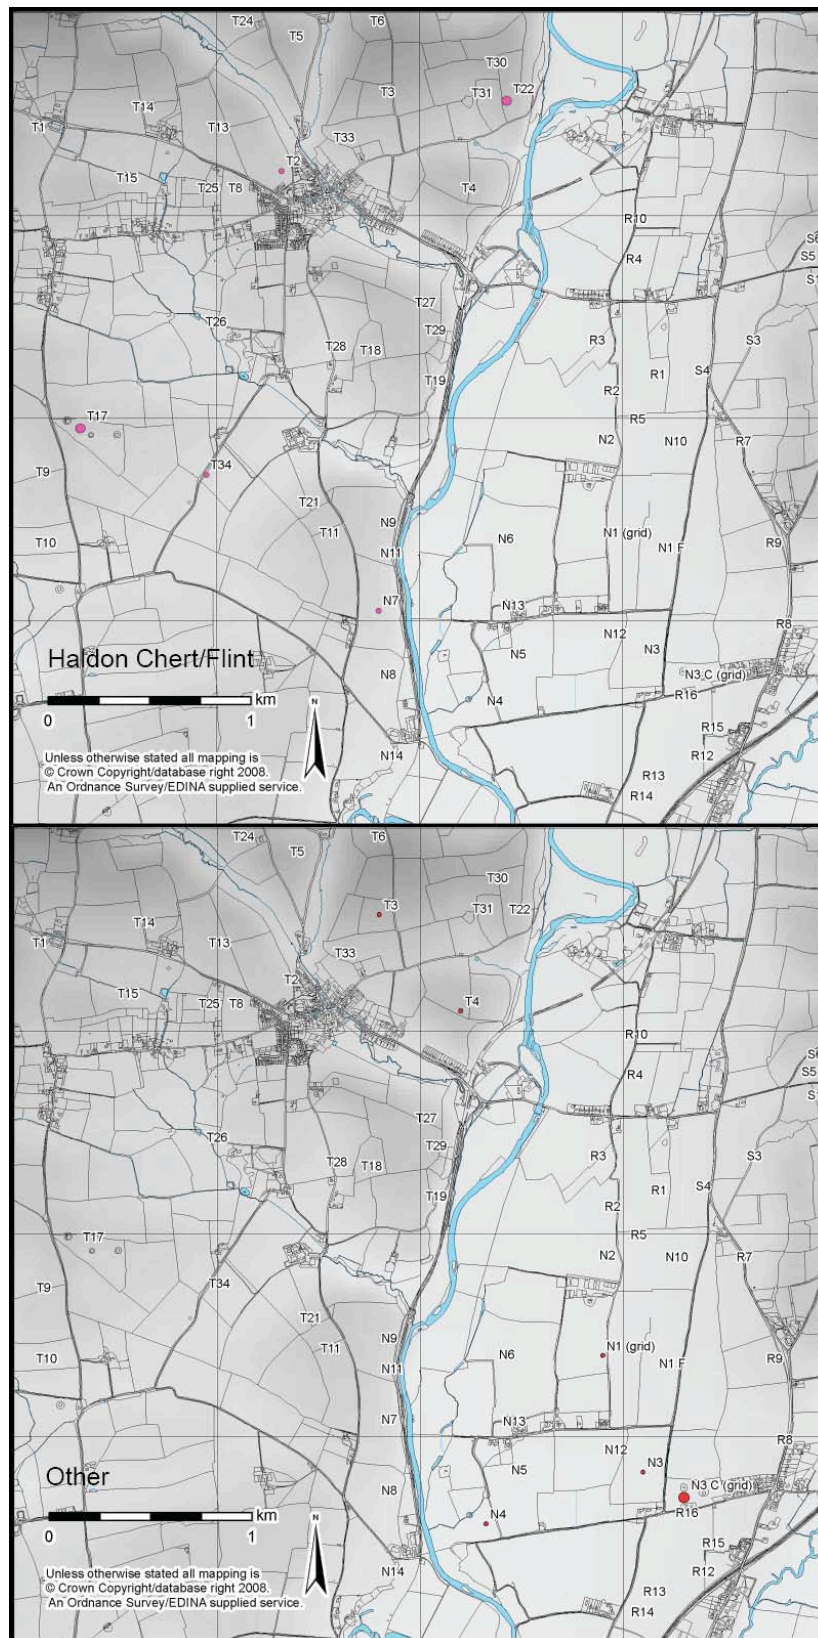 T24
T5
T6
T30
T31
T22
T3
T14
T13
T1
T33
T2
T15
T25
T8
T4
R10
S6
R4
S5
S1
T27
T26
T29
R3
T28
T18
S3
R1
S4
T19
R2
R5
T17
N2
N10
R7
T9
T34
T21
N9
T11
N6
N1 (grid)
R9
T10
N11
N1 F
N7
N13
R8
N12
N5
N3
Haldon Chert/Flint
N8
N3 C (grid)
km
N4
R16
0
1
N
R15
Unless otherwise stated all mapping is
N14
R12
© Crown Copyright/database right 2008.
R13
An Ordnance Survey/EDINA supplied service.
R14
T24
T6
T5
T30
T3
T31
T22
T14
T13
T1
T33
T2
T15
T25
T8
T4
R10
S6
R4
S5
S
T27
T26
T29
R3
T28
T18
S3
R1
S4
T19
R2
R5
T17
N2
N10
R7
T9
T34
T21
N9
T11
N6
N1 (grid)
R9
T10
N11
N1 F
N7
N13
R8
N12
N5
N3
Other
N8
N3 C (grid)
km
N4
R16
0
1
N
R15
Unless otherwise stated all mapping is
N14
R12
© Crown Copyright/database right 2008.
R13
An Ordnance Survey/EDINA supplied service.
R14